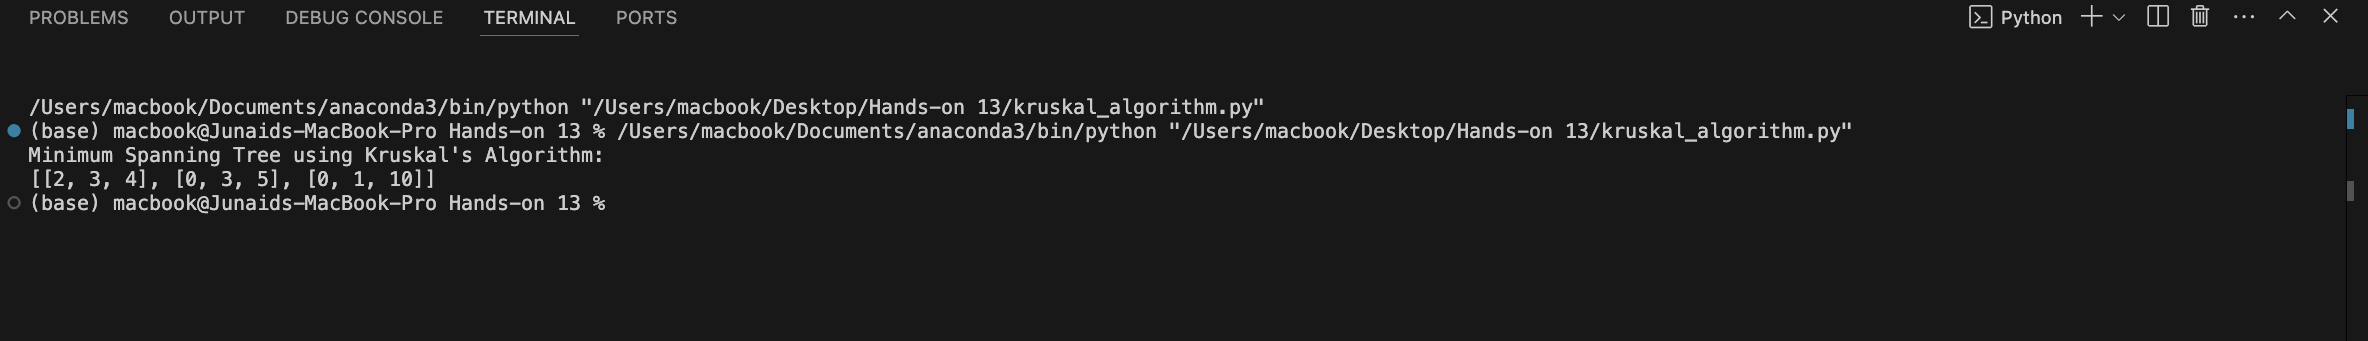 PROBLEMS OUTPUT DEBUG CONSOLE TERMINAL PORTS Python
/Users/macbook/Documents/anaconda3/bin/python "/Users/macbook/Desktop/Hands-on 13/kruskal_algorithm.py"
(base) macbook@Junaids-MacBook-Pro Hands-on 13 % /Users/macbook/Documents/anaconda3/bin/python "/Users/macbook/Desktop/Hands-on 13/kruskal_algorithm.py"
Minimum Spanning Tree using Kruskal's Algorithm:
[[2, 3, 4], [0, 3, 5], [0, 1, 10]]
(base) macbook@Junaids-MacBook-Pro Hands-on 13 %